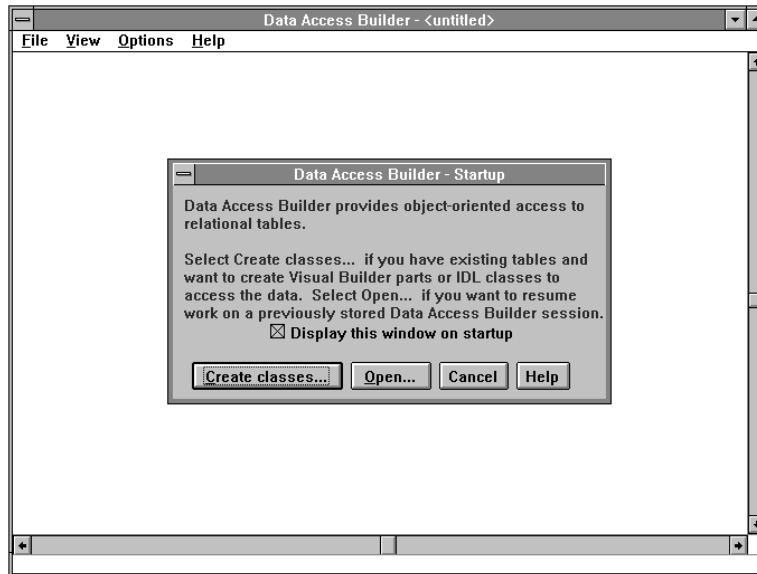 Data Access Builder - <untitled>
File View Options Help
Data Access Builder - Startup
Data Access Builder provides object-oriented access to
relational tables.
Select Create classes... if you have existing tables and
want to create Visual Builder parts or IDL classes to
access the data. Select Open... if you want to resume
work on a previously stored Data Access Builder session.
Display this window on startup
Create classes... Open... Cancel Help